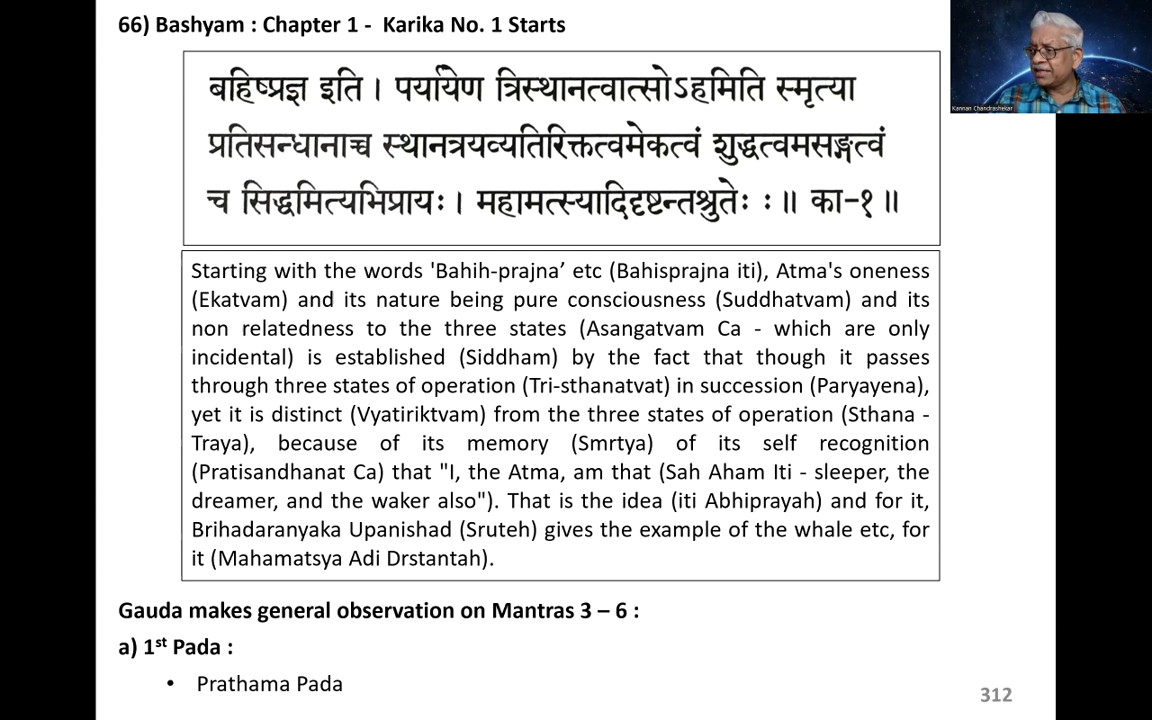 66) Bashyam : Chapter 1 - Karika No. 1 Starts
Kannan Chandrashekar
बहिष्प्रज्ञ इति । पर्यायेण त्रिस्थानत्वात्सोऽहमिति स्मृत्या
प्रतिसन्धानाच्च स्थानत्रयव्यतिरिक्तत्वमेकत्वं शुद्धत्वमसङ्गत्वं
च सिद्धमित्यभिप्रायः । महामत्स्यादिदृष्टान्तश्रुतेः ः ॥ का-१ ॥
Starting with the words 'Bahih-prajna’ etc (Bahisprajna iti), Atma's oneness
(Ekatvam) and its nature being pure consciousness (Suddhatvam) and its
non relatedness to the three states (Asangatvam Ca - which are only
incidental) is established (Siddham) by the fact that though it passes
through three states of operation (Tri-sthanatvat) in succession (Paryayena),
yet it is distinct (Vyatiriktvam) from the three states of operation (Sthana -
Traya), because of its memory (Smrtya) of its self recognition
(Pratisandhanat Ca) that "I, the Atma, am that (Sah Aham Iti - sleeper, the
dreamer, and the waker also"). That is the idea (iti Abhiprayah) and for it,
Brihadaranyaka Upanishad (Sruteh) gives the example of the whale etc, for
it (Mahamatsya Adi Drstantah).
Gauda makes general observation on Mantras 3 – 6 :
a) 1st Pada :
• Prathama Pada
312